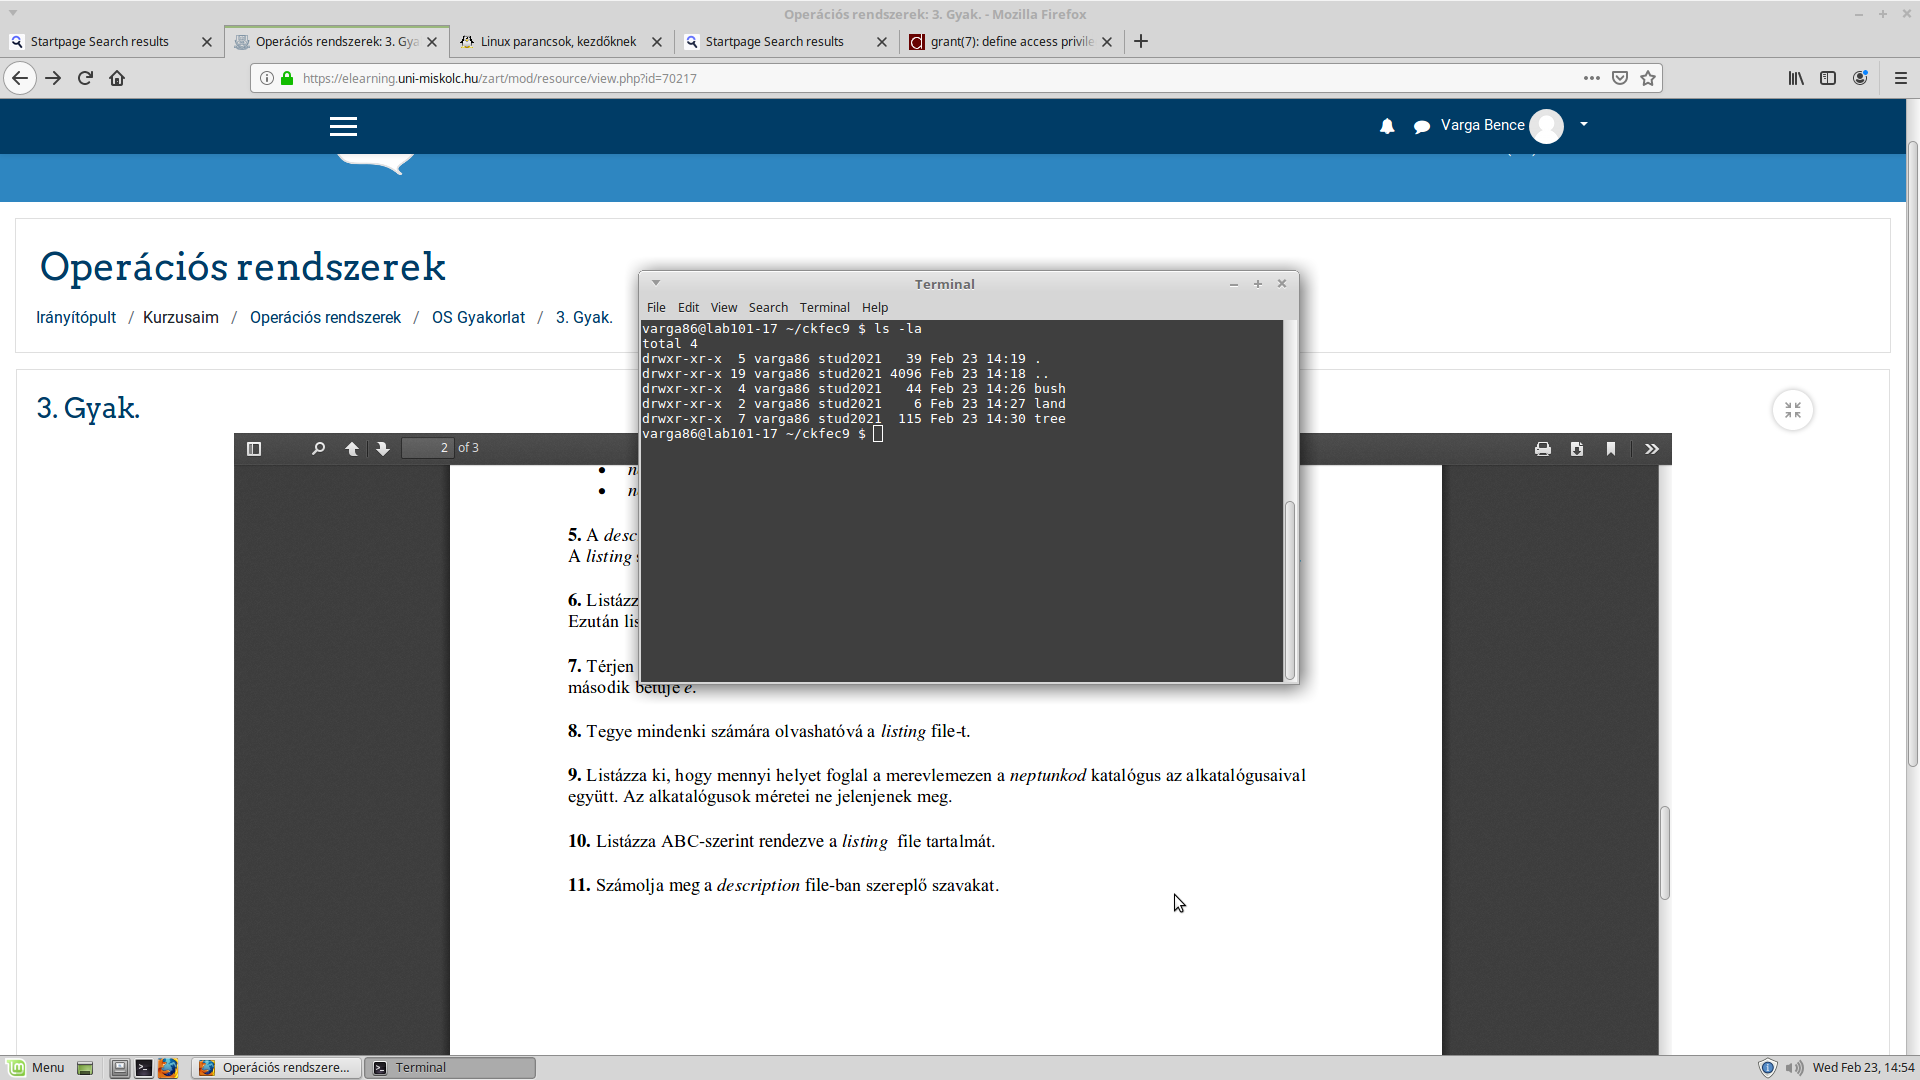 Operációs rendszerek: 3. Gyak. - Mozilla Firefox
Startpage Search results
Operációs rendszerek: 3. Gya
Linux parancsok, kezdőknek
Startpage Search results
grant(7): define access privile
https://elearning.uni-miskolc.hu/zart/mod/resource/view.php?id=70217
Varga Bence
Operációs rendszerek
Irányítópult / Kurzusaim / Operációs rendszerek / OS Gyakorlat / 3. Gyak.
3. Gyak.
2 of 3
Terminal
File Edit View Search Terminal Help
varga86@lab101-17 ~/ckfec9 $ ls -la
total 4
drwxr-xr-x  5 varga86 stud2021   39 Feb 23 14:19 .
drwxr-xr-x 19 varga86 stud2021 4096 Feb 23 14:18 ..
drwxr-xr-x  4 varga86 stud2021   44 Feb 23 14:26 bush
drwxr-xr-x  2 varga86 stud2021    6 Feb 23 14:27 land
drwxr-xr-x  7 varga86 stud2021  115 Feb 23 14:30 tree
varga86@lab101-17 ~/ckfec9 $
5. A desc
A listing
6. Listázz
Ezután lis
7. Térjen
második betűje e.
8. Tegye mindenki számára olvashatóvá a listing file-t.
9. Listázza ki, hogy mennyi helyet foglal a merevlemezen a neptunkod katalógus az alkatalógusaival
együtt. Az alkatalógusok méretei ne jelenjenek meg.
10. Listázza ABC-szerint rendezve a listing file tartalmát.
11. Számolja meg a description file-ban szereplő szavakat.
Menu
Operációs rendszere...
Terminal
Wed Feb 23, 14:54